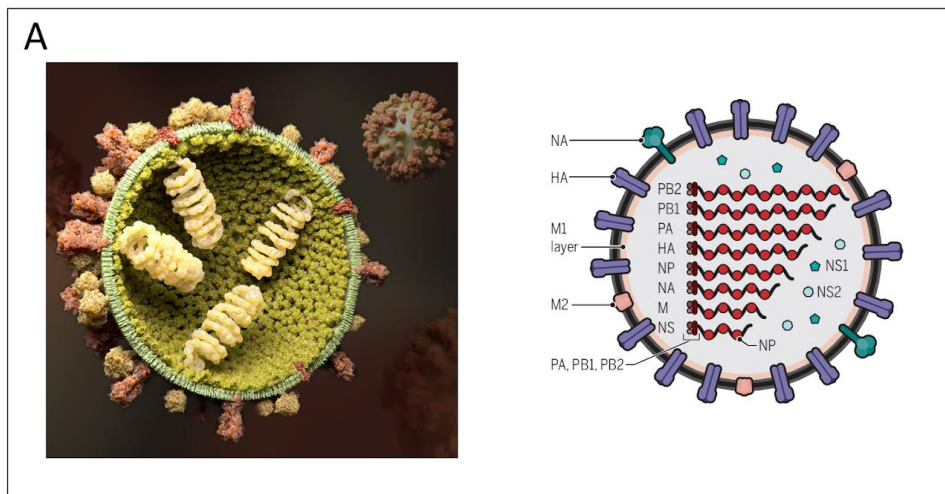 A
NA
HA
M1
layer
M2
PB2
PB1
PA
HA
NP
NA
M
NS
PA, PB1, PB2
NP
NS1
NS2